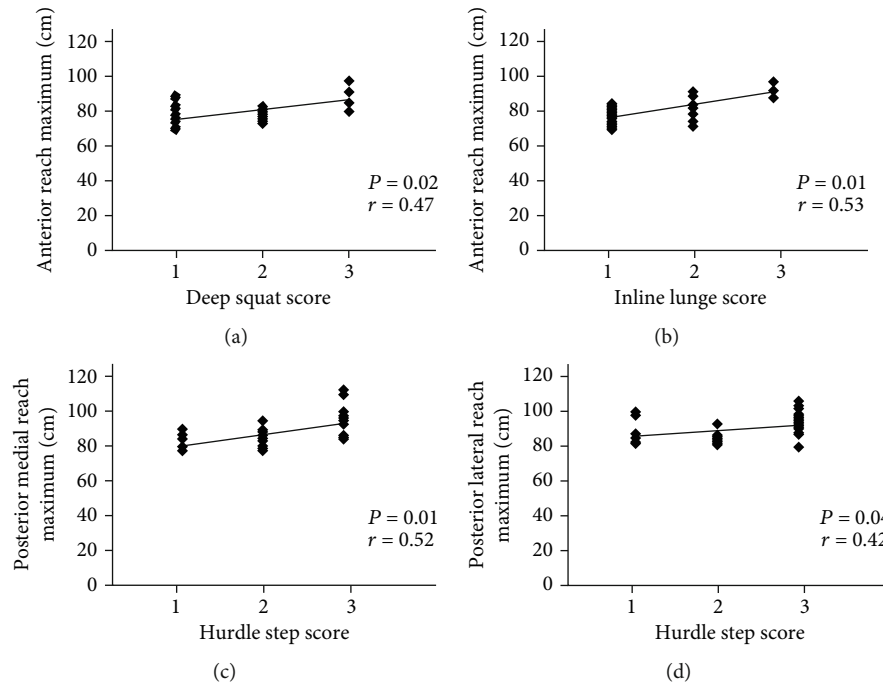 Anterior reach maximum (cm)
120
100
80
60
40
20
0
P = 0.02
r = 0.47
1 2 3
Deep squat score
(a)
Anterior reach maximum (cm)
120
100
80
60
40
20
0
P = 0.01
r = 0.53
1 2 3
Inline lunge score
(b)
Posterior medial reach
maximum (cm)
120
100
80
60
40
20
0
P = 0.01
r = 0.52
1 2 3
Hurdle step score
(c)
Posterior lateral reach
maximum (cm)
120
100
80
60
40
20
0
P = 0.04
r = 0.42
1 2 3
Hurdle step score
(d)